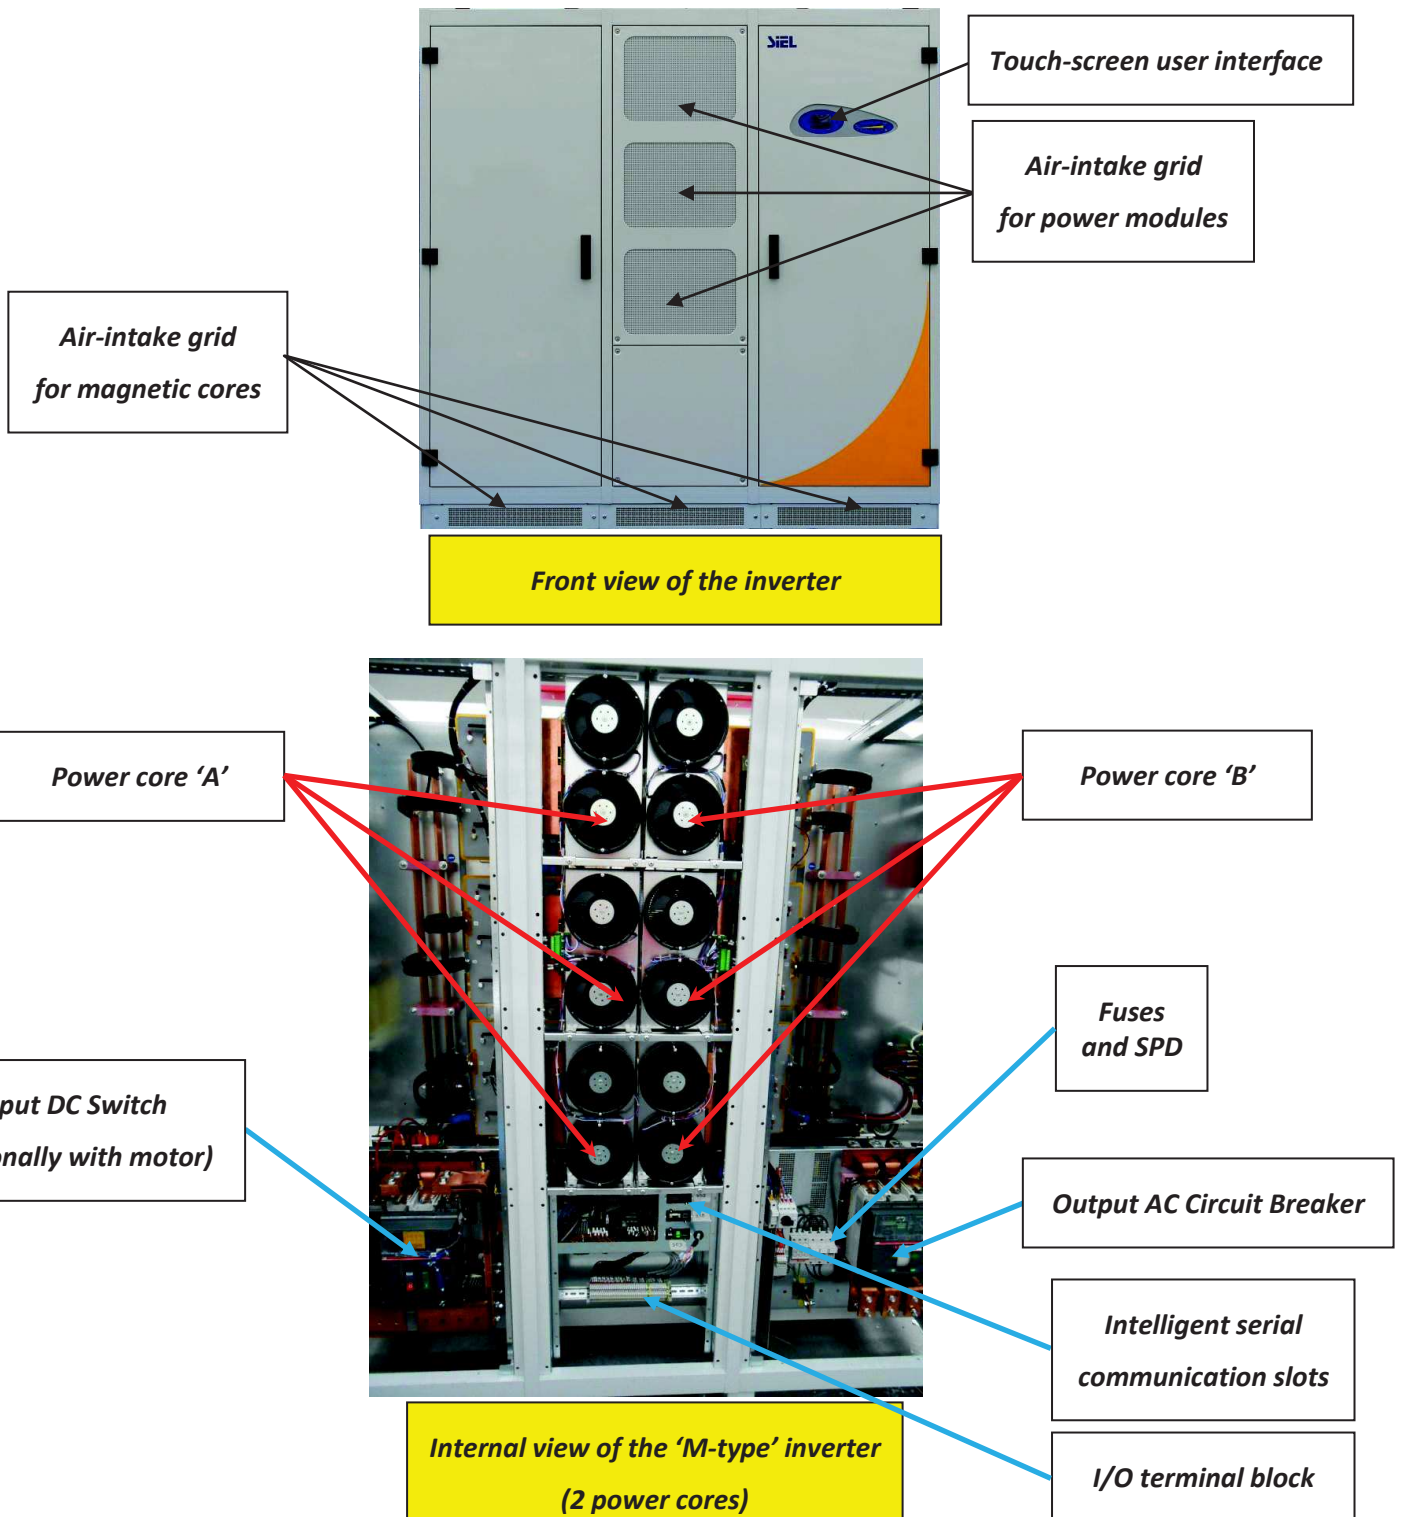 SIEL
Touch-screen user interface
Air-intake grid
for power modules
Air-intake grid
for magnetic cores
Front view of the inverter
Power core ‘A’
Power core ‘B’
Fuses
and SPD
put DC Switch
onally with motor)
Output AC Circuit Breaker
Intelligent serial
communication slots
Internal view of the ‘M-type’ inverter
(2 power cores)
I/O terminal block